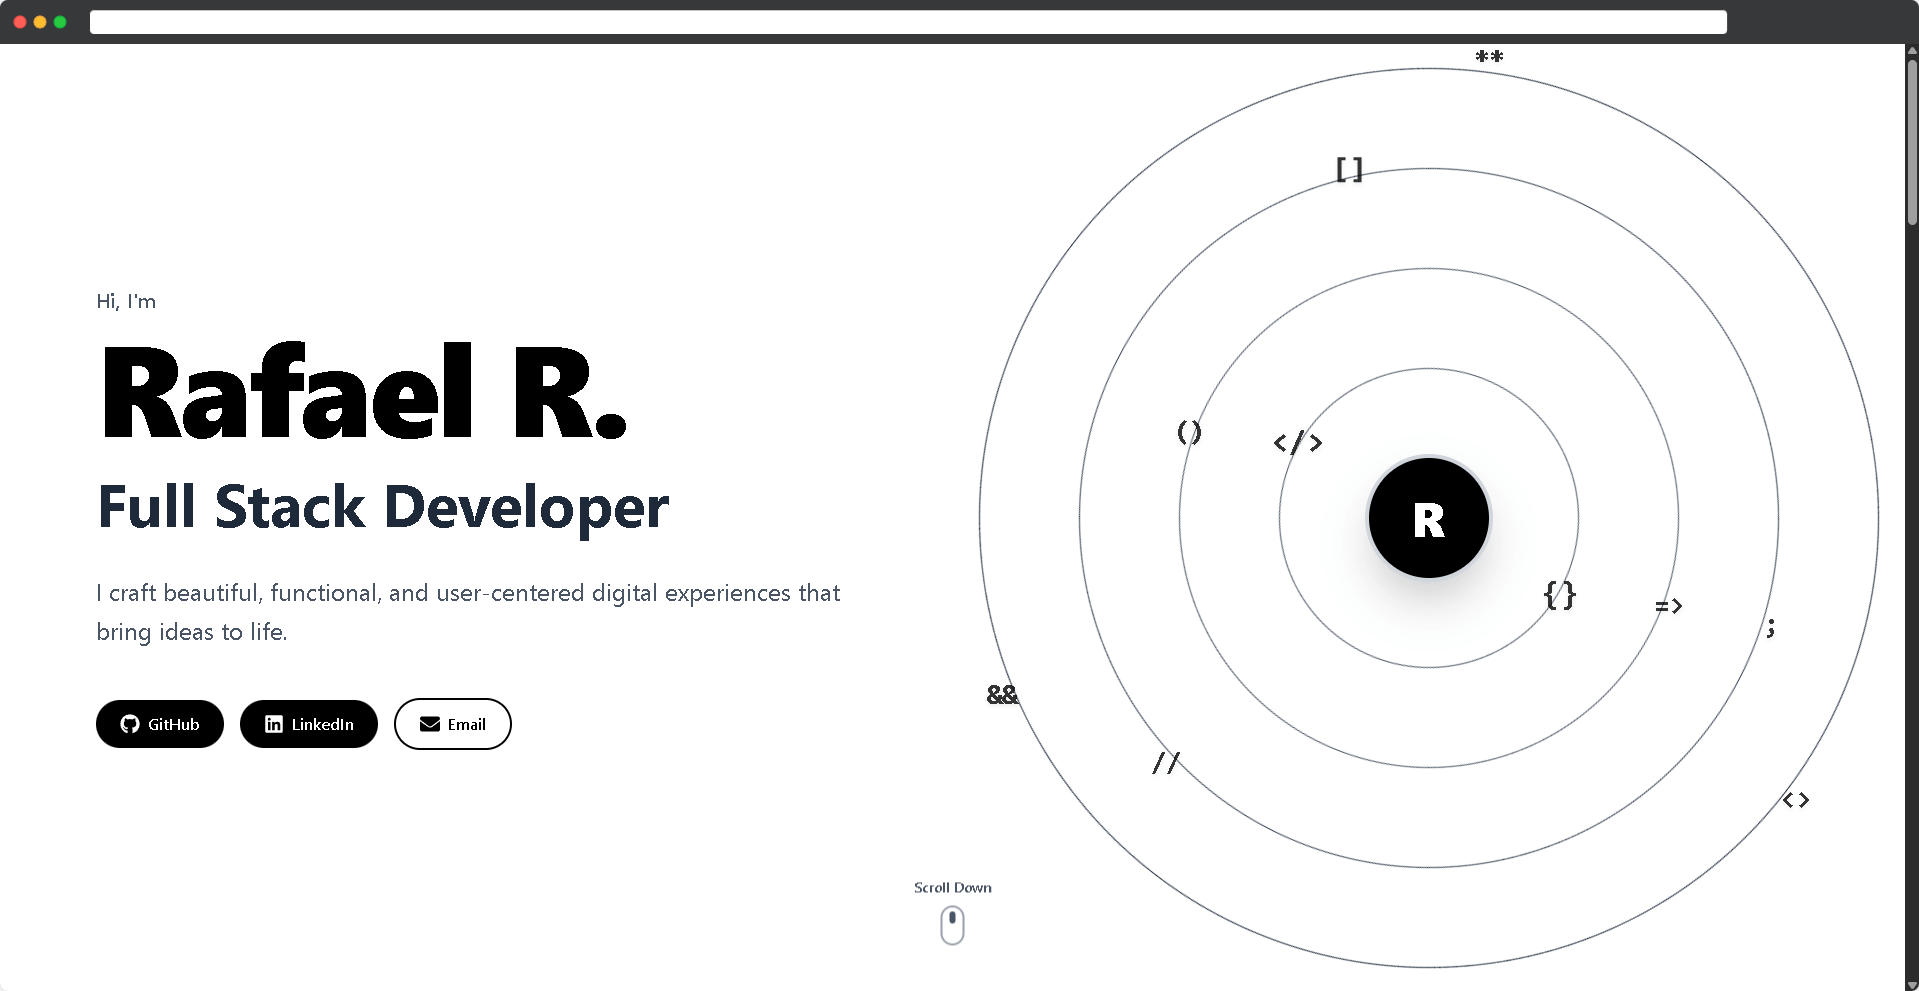 Hi, I'm
Rafael R.
Full Stack Developer
I craft beautiful, functional, and user-centered digital experiences that
bring ideas to life.
GitHub
LinkedIn
Email
Scroll Down
**
[]
()
</>
R
{}
=>
;
&&
//
<>